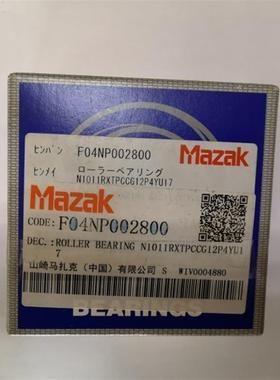 ヒンバン F04NP002800
Mazak
ヒンメイ ローラーベアリング
N1011RXTPCCG12P4YU17
Mazak
CODE: F04NP002800
DEC.: ROLLER BEARING N1011RXTPCCG12P4YU1
7
山崎马扎克（中国）有限公司 S WIV0004880
BEARINGS